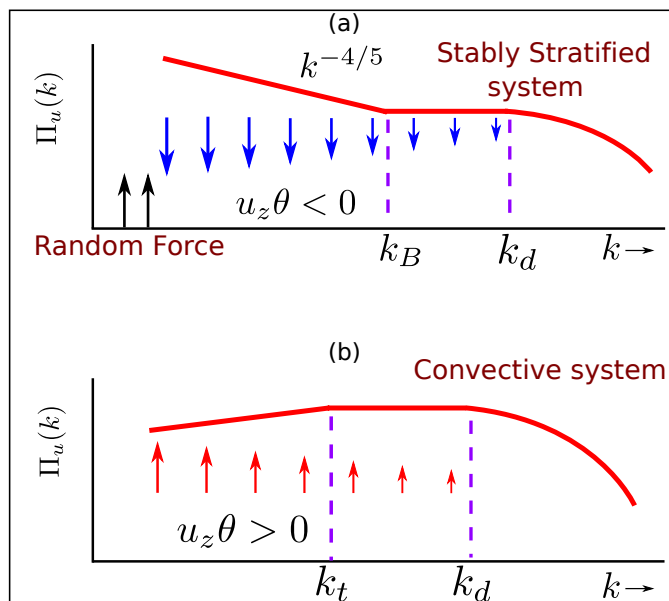 (a)
Stably Stratified
system
k^{-4/5}
Π_u(k)
u_zθ < 0
Random Force
k_B
k_d
k→
(b)
Convective system
Π_u(k)
u_zθ > 0
k_t
k_d
k→